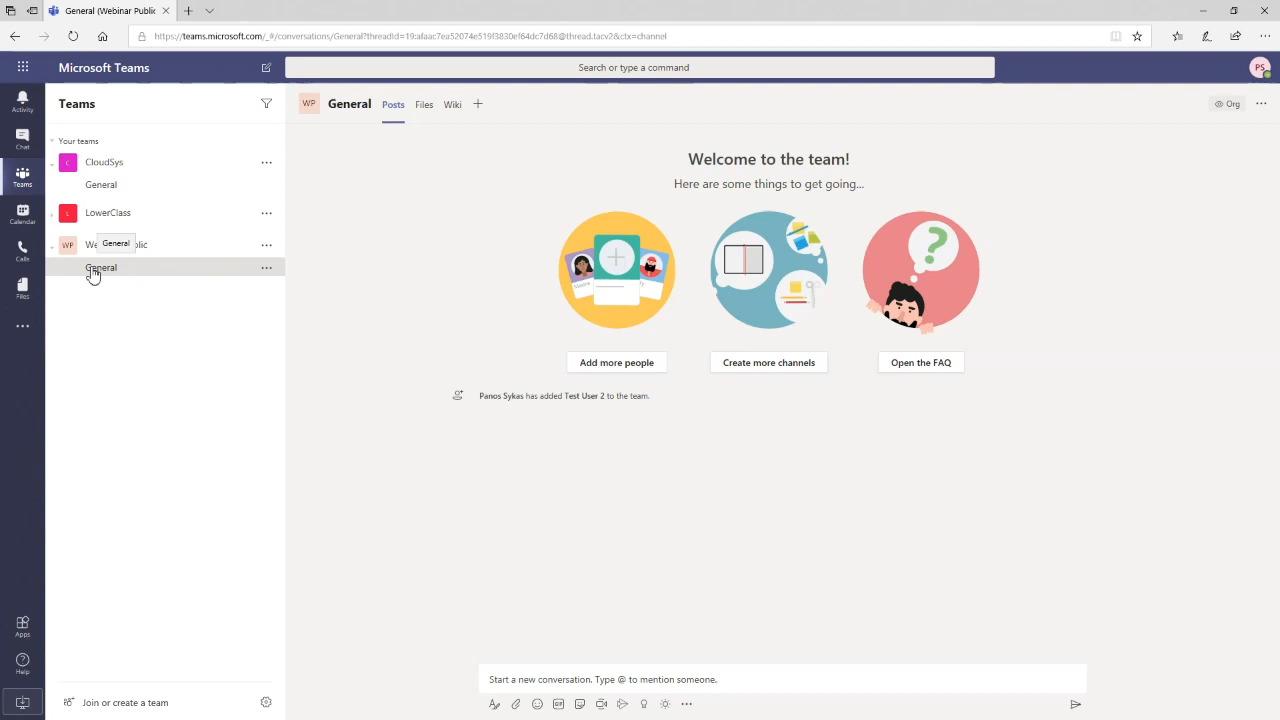 General (Webinar Public
https://teams.microsoft.com/_#/conversations/General?threadId=19:afaac7ea52074e519f3830ef64dc7d68@thread.tacv2&ctx=channel
Microsoft Teams
Search or type a command
PS
Activity
Chat
Teams
Calendar
Calls
Files
Apps
Help
Teams
Your teams
C CloudSys
General
L LowerClass
WP
General
General
Join or create a team
WP General Posts Files Wiki
Org
Welcome to the team!
Here are some things to get going...
Add more people
Create more channels
Open the FAQ
Panos Sykas has added Test User 2 to the team.
Start a new conversation. Type @ to mention someone.
GIF